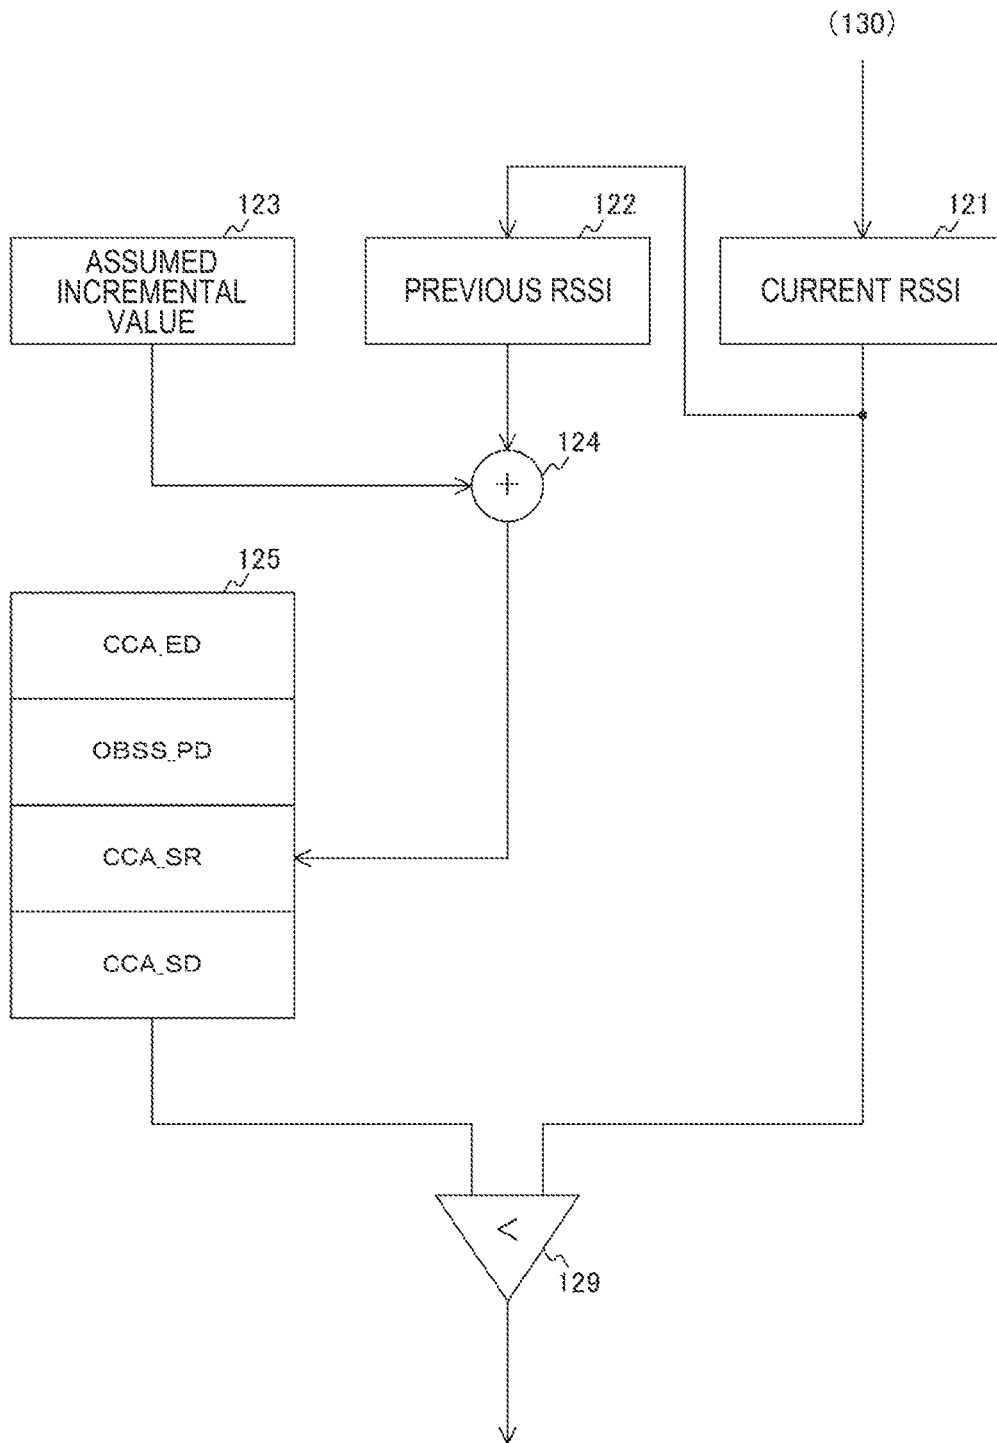 (130)
123
122
121
ASSUMED
INCREMENTAL
VALUE
PREVIOUS RSSI
CURRENT RSSI
124
+
125
CCA_ED
OBSS_PD
CCA_SR
CCA_SD
<
129